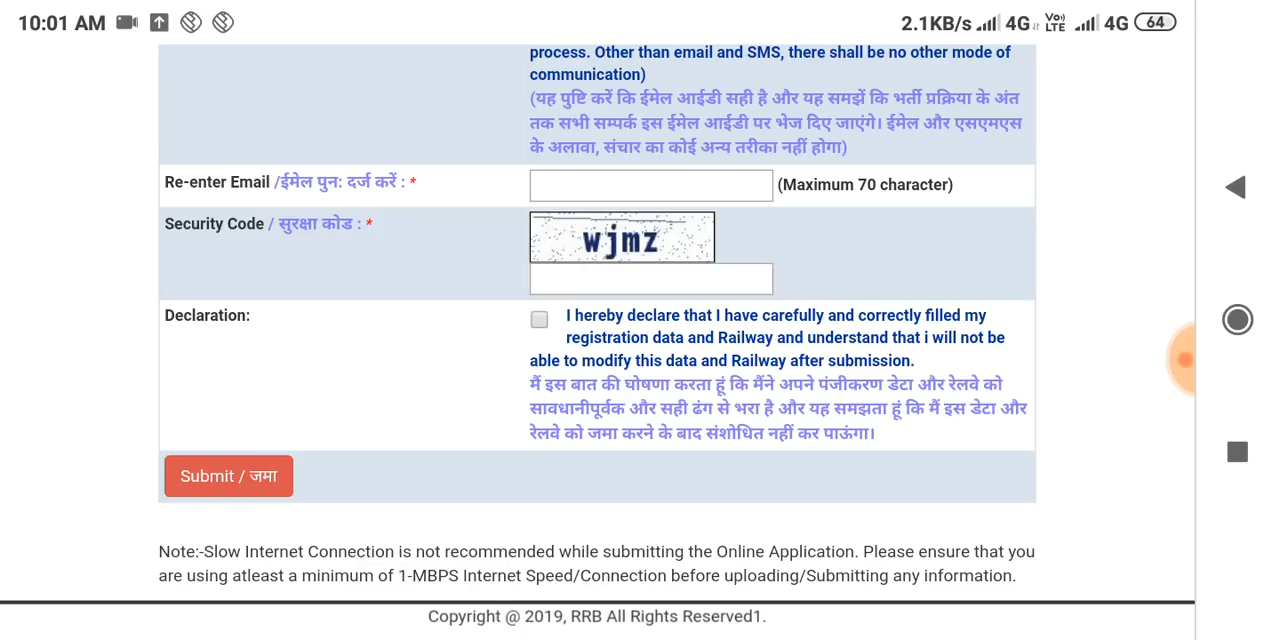 10:01 AM 2.1KB/s 4G VoLTE 4G 64
process. Other than email and SMS, there shall be no other mode of
communication)
(यह पुष्टि करें कि ईमेल आईडी सही है और यह समझें कि भर्ती प्रक्रिया के अंत
तक सभी सम्पर्क इस ईमेल आईडी पर भेज दिए जाएंगे। ईमेल और एसएमएस
के अलावा, संचार का कोई अन्य तरीका नहीं होगा)
Re-enter Email /ईमेल पुन: दर्ज करें : * (Maximum 70 character)
Security Code / सुरक्षा कोड : * wjmz
Declaration: I hereby declare that I have carefully and correctly filled my
registration data and Railway and understand that i will not be
able to modify this data and Railway after submission.
मैं इस बात की घोषणा करता हूं कि मैंने अपने पंजीकरण डेटा और रेलवे को
सावधानीपूर्वक और सही ढंग से भरा है और यह समझता हूं कि मैं इस डेटा और
रेलवे को जमा करने के बाद संशोधित नहीं कर पाऊंगा।
Submit / जमा
Note:-Slow Internet Connection is not recommended while submitting the Online Application. Please ensure that you
are using atleast a minimum of 1-MBPS Internet Speed/Connection before uploading/Submitting any information.
Copyright @ 2019, RRB All Rights Reserved1.